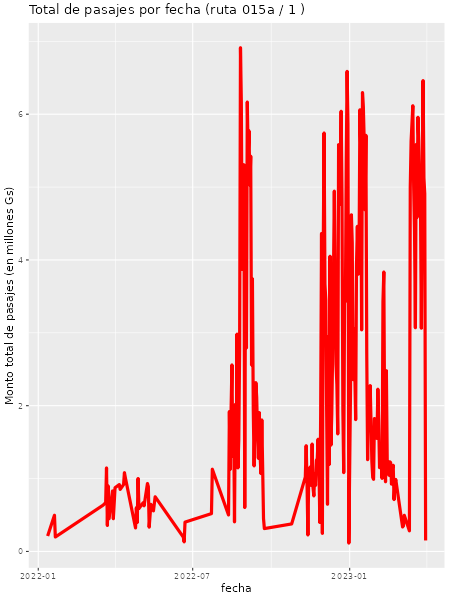 Total de pasajes por fecha (ruta 015a / 1 )
Monto total de pasajes (en millones Gs)
6
4
2
0
2022-01
2022-07
2023-01
fecha